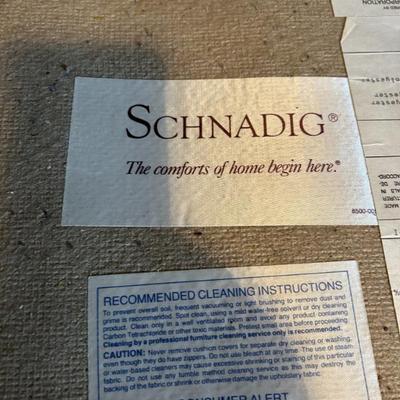 SCHNADIG®
The comforts of home begin here.®
8500-00
RECOMMENDED CLEANING INSTRUCTIONS
To prevent overall soil, frequent vacuuming or light brushing to remove dust and
grime is recommended. Spot clean, using a mild water-free solvent or dry cleaning
product. Clean only in a well ventilated room and avoid any product containing
Carbon Tetrachloride or other toxic materials. Pretest small area before proceeding
Cleaning by a professional furniture cleaning service only is recommended.
CAUTION: Never remove cushion covers for separate dry cleaning or washing,
even though they do have zippers. Do not use bleach at any time. The use of steam
or water-based cleaners may cause excessive shrinking or staining of this particular
fabric. Do not use any tumble method cleaning service as this may destroy the
backing of the fabric or shrink or otherwise damage the upholstery fabric.
CONSUMER ALERT